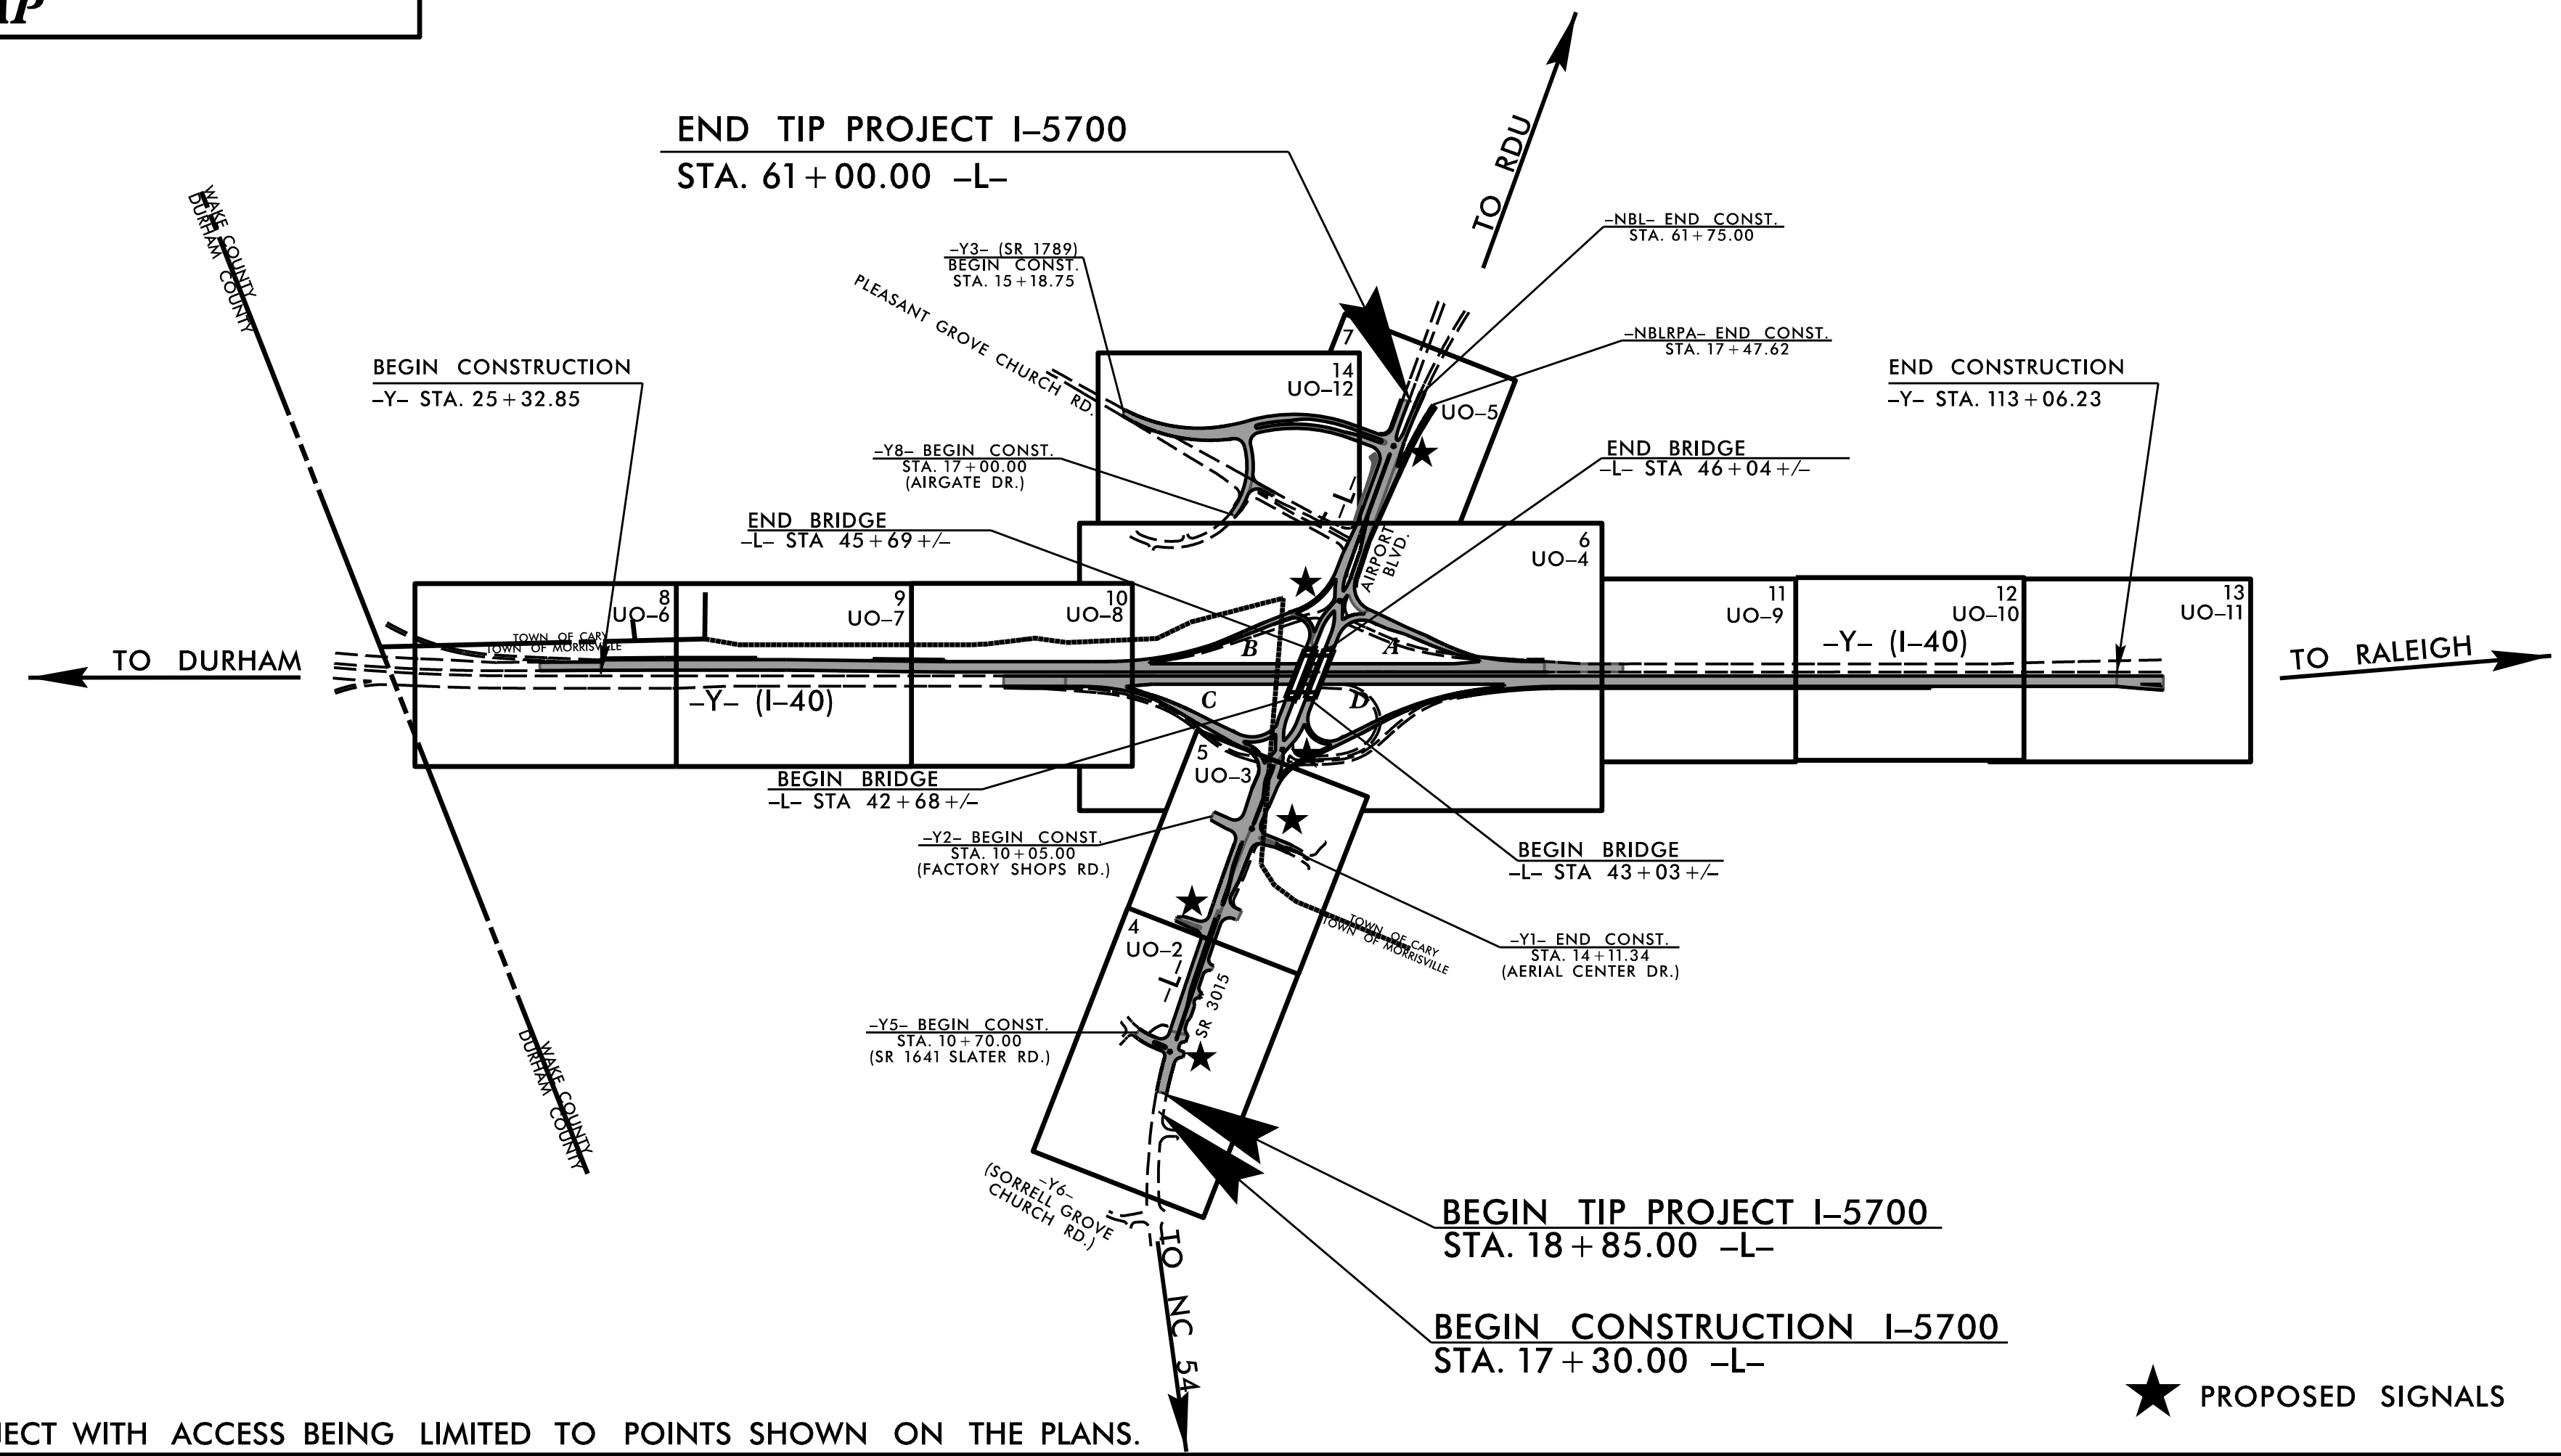 END TIP PROJECT I–5700
STA. 61+00.00 –L–
TO RDU
–NBL– END CONST.
STA. 61+75.00
–Y3– (SR 1789)
BEGIN CONST.
STA. 15+18.75
PLEASANT GROVE CHURCH RD.
WAKE COUNTY
DURHAM COUNTY
–NBLRPA– END CONST.
STA. 17+47.62
BEGIN CONSTRUCTION
–Y– STA. 25+32.85
END CONSTRUCTION
–Y– STA. 113+06.23
7
UO–5
14
UO–12
–Y8– BEGIN CONST.
STA. 17+00.00
(AIRGATE DR.)
END BRIDGE
–L– STA 46+04+/–
END BRIDGE
–L– STA 45+69+/–
–L–
AIRPORT
BLVD.
6
UO–4
8
UO–6
9
UO–7
10
UO–8
11
UO–9
12
UO–10
13
UO–11
TOWN OF CARY
TOWN OF MORRISVILLE
TO DURHAM
–Y– (I–40)
–Y– (I–40)
TO RALEIGH
B
A
C
D
BEGIN BRIDGE
–L– STA 42+68+/–
5
UO–3
–Y2– BEGIN CONST.
STA. 10+05.00
(FACTORY SHOPS RD.)
BEGIN BRIDGE
–L– STA 43+03+/–
TOWN OF CARY
TOWN OF MORRISVILLE
–Y1– END CONST.
STA. 14+11.34
(AERIAL CENTER DR.)
4
UO–2
–L–
SR 3015
–Y5– BEGIN CONST.
STA. 10+70.00
(SR 1641 SLATER RD.)
WAKE COUNTY
DURHAM COUNTY
–Y6–
(SORRELL GROVE
CHURCH RD.)
BEGIN TIP PROJECT I–5700
STA. 18+85.00 –L–
BEGIN CONSTRUCTION I–5700
STA. 17+30.00 –L–
TO NC 54
PROPOSED SIGNALS
WITH ACCESS BEING LIMITED TO POINTS SHOWN ON THE PLANS.